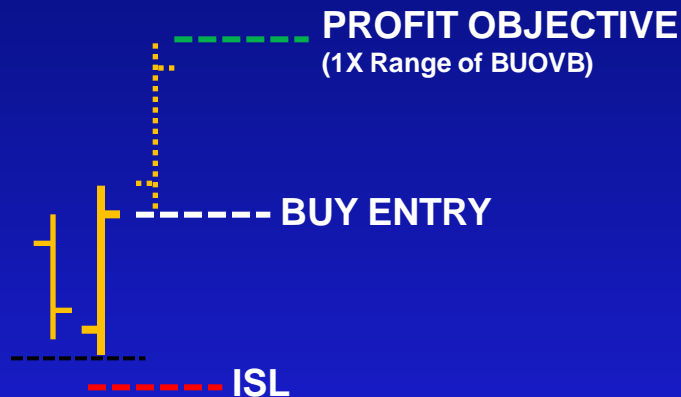 PROFIT OBJECTIVE
(1X Range of BUOVB)
BUY ENTRY
ISL